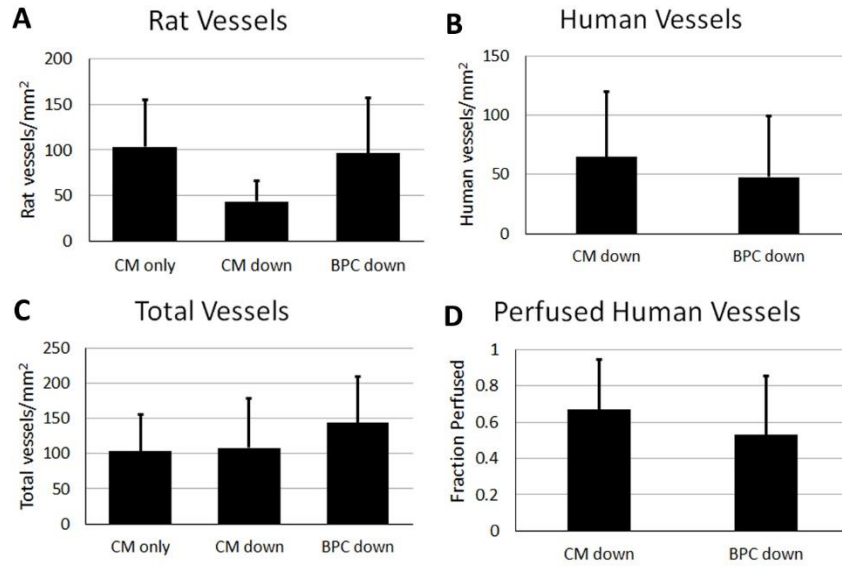 A
Rat Vessels
Rat vessels/mm²
200
150
100
50
0
CM only CM down BPC down
B
Human Vessels
Human vessels/mm²
150
100
50
0
CM down BPC down
C
Total Vessels
Total vessels/mm²
250
200
150
100
50
0
CM only CM down BPC down
D
Perfused Human Vessels
Fraction Perfused
1
0.8
0.6
0.4
0.2
0
CM down BPC down